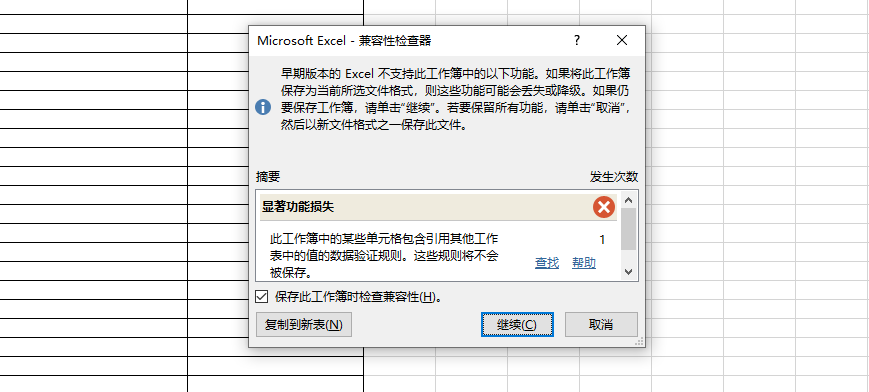 Microsoft Excel - 兼容性检查器
早期版本的 Excel 不支持此工作簿中的以下功能。如果将此工作簿
保存为当前所选文件格式，则这些功能可能会丢失或降级。如果仍
要保存工作簿，请单击“继续”。若要保留所有功能，请单击“取消”，
然后以新文件格式之一保存此文件。
摘要 发生次数
显著功能损失
此工作簿中的某些单元格包含引用其他工作 1
表中的值的数据验证规则。这些规则将不会
被保存。 查找 帮助
保存此工作簿时检查兼容性(H)。
复制到新表(N) 继续(C) 取消